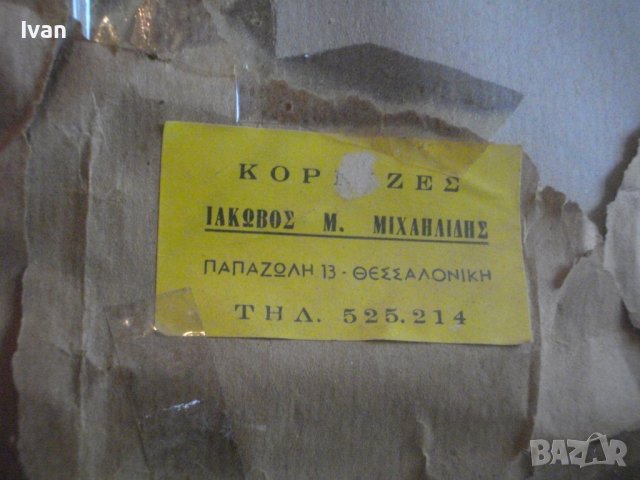 Ivan
ΙΑΚΩΒΟΣ Μ. ΜΙΧΑΗΛΙΔΗΣ
ΠΑΠΑΖΩΛΗ 13 - ΘΕΣΣΑΛΟΝΙΚΗ
ΤΗΛ. 525.214
BAZAR